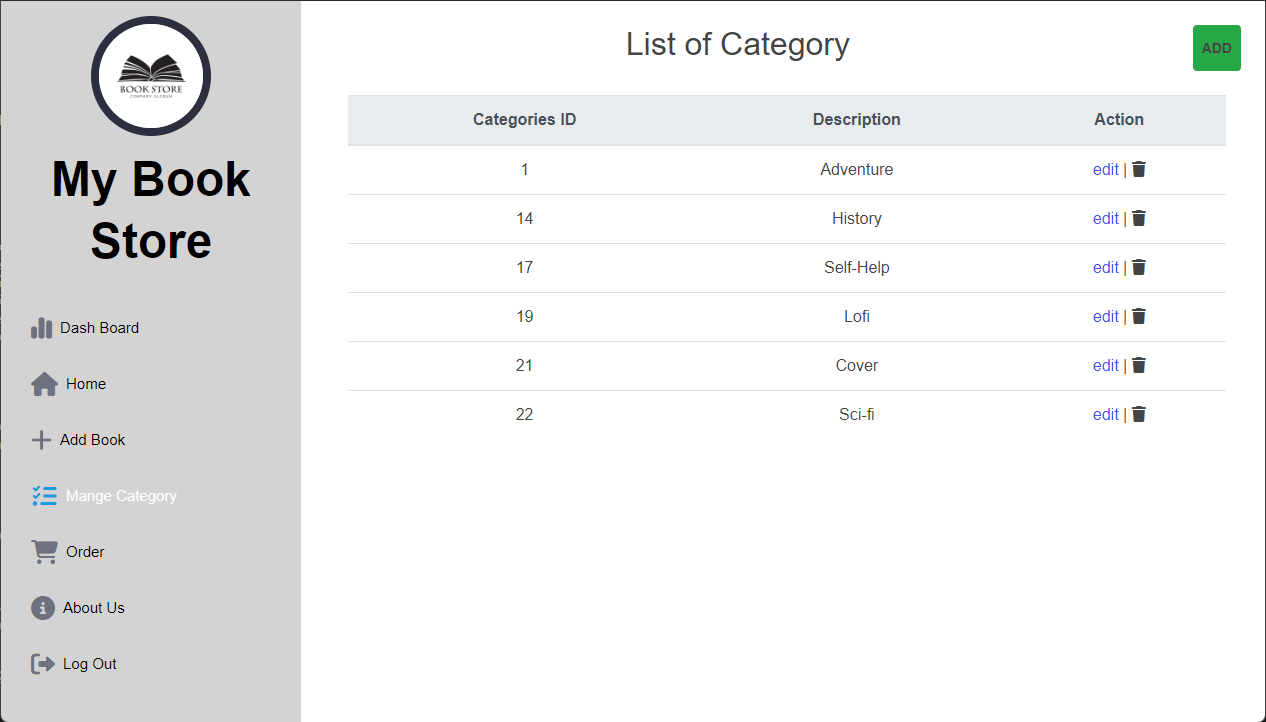 BOOK STORE
COMPANY SLOGAN
My Book
Store
Dash Board
Home
Add Book
Mange Category
Order
About Us
Log Out
List of Category
ADD
Categories ID Description Action
1 Adventure edit |
14 History edit |
17 Self-Help edit |
19 Lofi edit |
21 Cover edit |
22 Sci-fi edit |